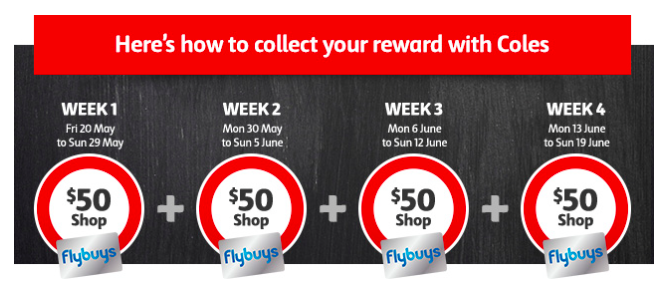 Here's how to collect your reward with Coles
WEEK 1
Fri 20 May
to Sun 29 May
$50
Shop
flybuys
+
WEEK 2
Mon 30 May
to Sun 5 June
$50
Shop
flybuys
+
WEEK 3
Mon 6 June
to Sun 12 June
$50
Shop
flybuys
+
WEEK 4
Mon 13 June
to Sun 19 June
$50
Shop
flybuys